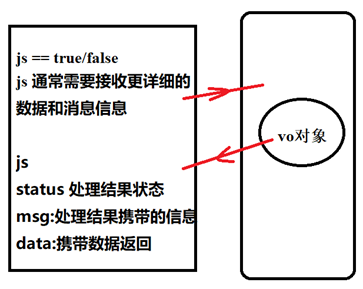 js == true/false
js 通常需要接收更详细的
数据和消息信息
js
status 处理结果状态
msg:处理结果携带的信息
data:携带数据返回
vo对象